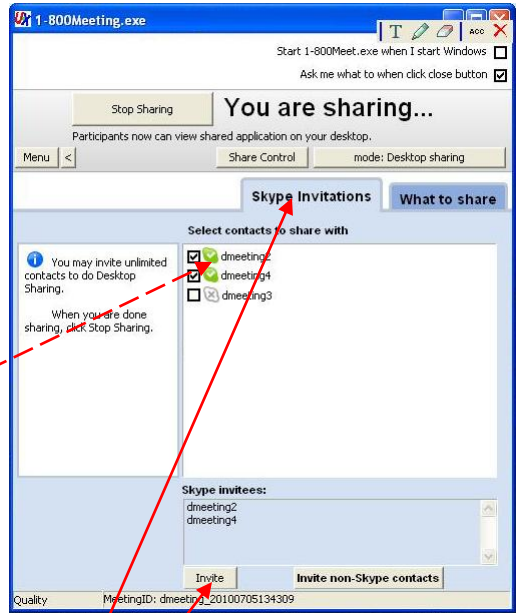 1-800Meeting.exe
T ACC
Start 1-800Meet.exe when I start Windows
Ask me what to when click close button
Stop Sharing
You are sharing...
Participants now can view shared application on your desktop.
Menu < Share Control mode: Desktop sharing
Skype Invitations What to share
Select contacts to share with
You may invite unlimited
contacts to do Desktop
Sharing.
When you are done
sharing, click Stop Sharing.
dmeeting2
dmeeting4
dmeeting3
Skype invitees:
dmeeting2
dmeeting4
Invite Invite non-Skype contacts
Quality MeetingID: dmeeting_20100705134309